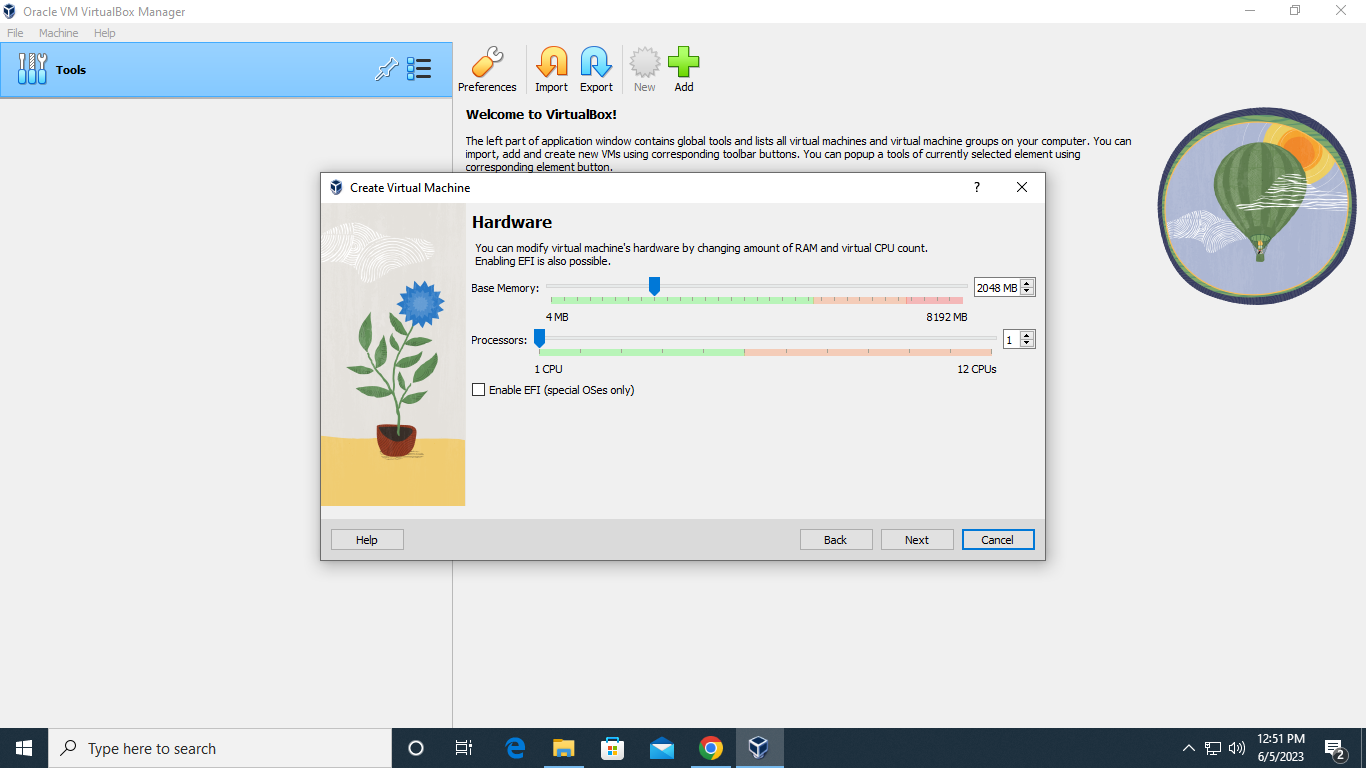 Oracle VM VirtualBox Manager
File Machine Help
Tools
Preferences Import Export New Add
Welcome to VirtualBox!
The left part of application window contains global tools and lists all virtual machines and virtual machine groups on your computer. You can
import, add and create new VMs using corresponding toolbar buttons. You can popup a tools of currently selected element using
corresponding element button.
Create Virtual Machine
?
Hardware
You can modify virtual machine's hardware by changing amount of RAM and virtual CPU count.
Enabling EFI is also possible.
Base Memory: 2048 MB
4 MB 8192 MB
Processors: 1
1 CPU 12 CPUs
Enable EFI (special OSes only)
Help Back Next Cancel
Type here to search
12:51 PM
6/5/2023
2